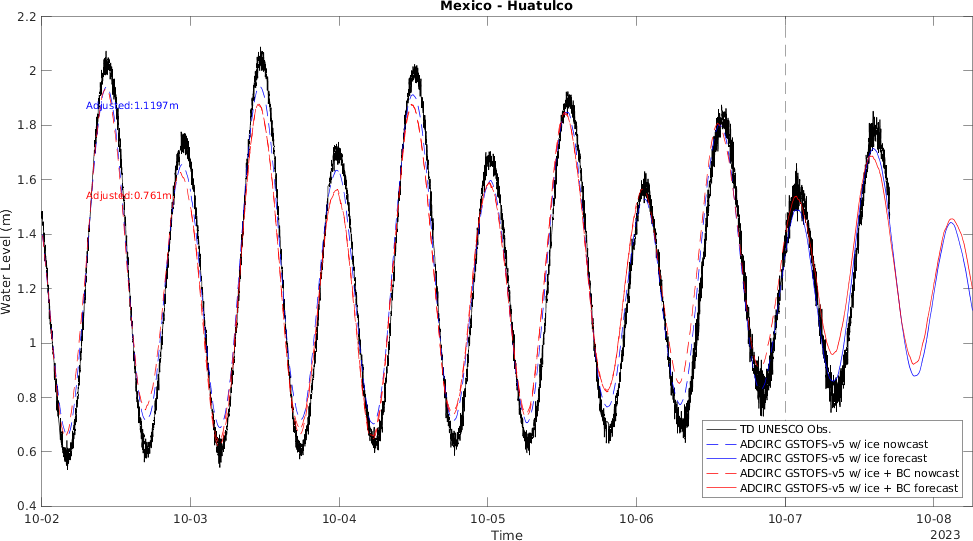 Mexico - Huatulco
2.2
2
1.8
1.6
1.4
1.2
1
0.8
0.6
0.4
Water Level (m)
Adjusted:1.1197m
Adjusted:0.761m
TD UNESCO Obs.
ADCIRC GSTOFS-v5 w/ ice nowcast
ADCIRC GSTOFS-v5 w/ ice forecast
ADCIRC GSTOFS-v5 w/ ice + BC nowcast
ADCIRC GSTOFS-v5 w/ ice + BC forecast
10-02 10-03 10-04 10-05 10-06 10-07 10-08
Time
2023